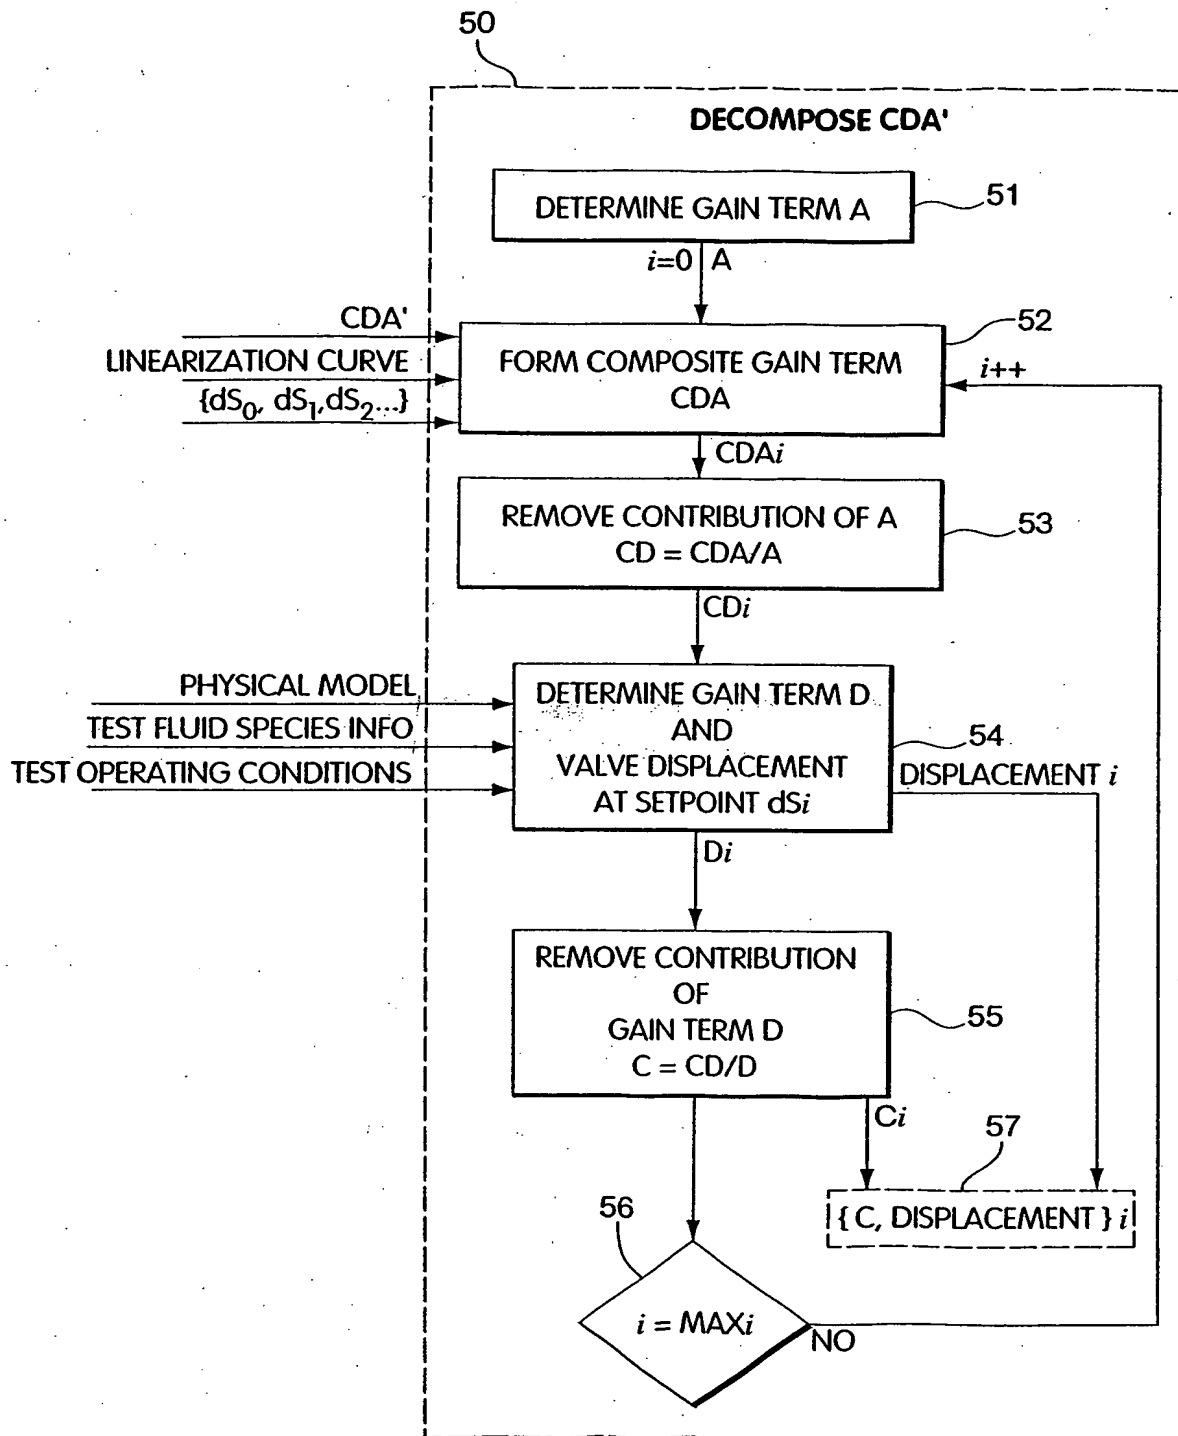 50
DECOMPOSE CDA'
DETERMINE GAIN TERM A
51
i=0 A
CDA'
LINEARIZATION CURVE
{dS0, dS1,dS2...}
FORM COMPOSITE GAIN TERM
CDA
52
i++
CDAi
REMOVE CONTRIBUTION OF A
CD = CDA/A
53
CDi
PHYSICAL MODEL
TEST FLUID SPECIES INFO
TEST OPERATING CONDITIONS
DETERMINE GAIN TERM D
AND
VALVE DISPLACEMENT
AT SETPOINT dSi
54
DISPLACEMENT i
Di
REMOVE CONTRIBUTION
OF
GAIN TERM D
C = CD/D
55
Ci
57
{ C, DISPLACEMENT } i
56
i = MAXi
NO